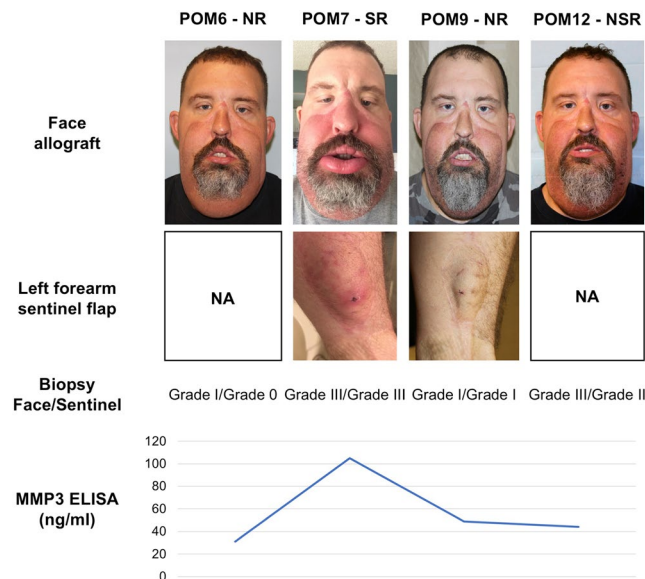 POM6 - NR POM7 - SR POM9 - NR POM12 - NSR
Face
allograft
Left forearm
sentinel flap
NA
NA
Biopsy
Face/Sentinel
Grade I/Grade 0 Grade III/Grade III Grade I/Grade I Grade III/Grade II
MMP3 ELISA
(ng/ml)
120
100
80
60
40
20
0